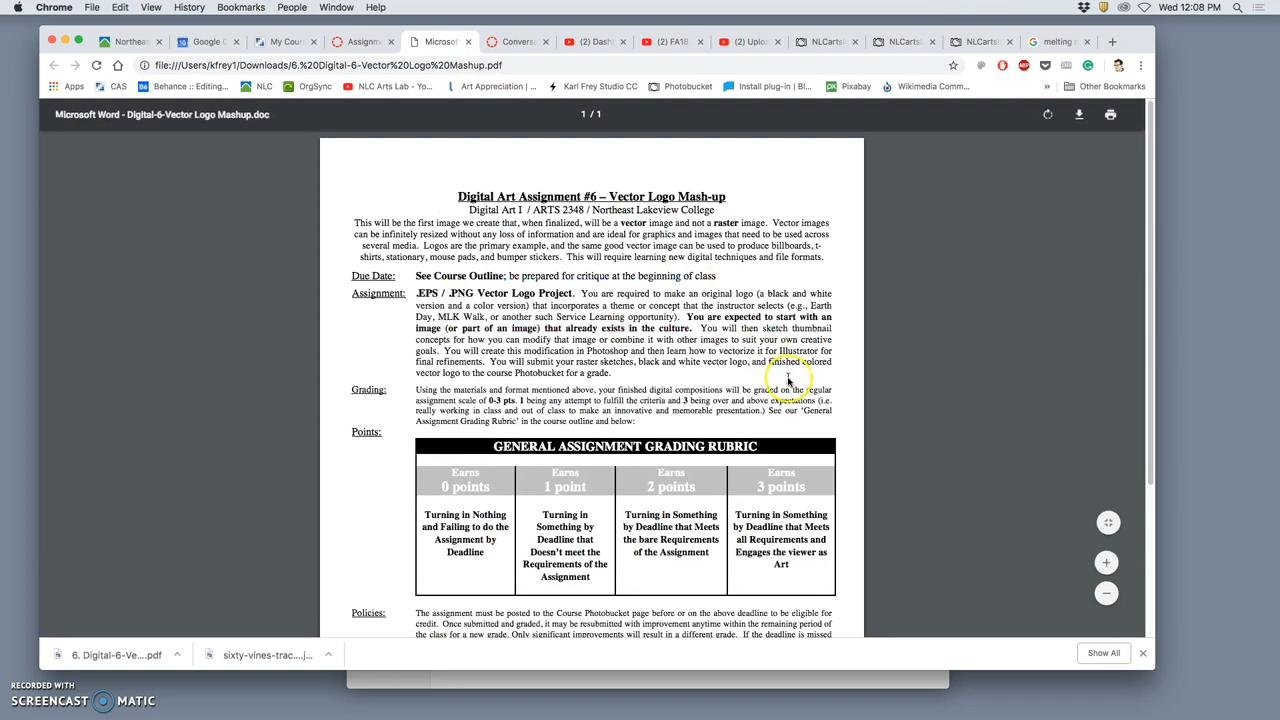 Chrome File Edit View History Bookmarks People Window Help Wed 12:08 PM
Northeas Google C My Cours Assignme Microsof Convers (2) Dash (2) FA18 (2) Uplo NLCartsl NLCartsl NLCartsl melting m
file:///Users/kfrey1/Downloads/6.%20Digital-6-Vector%20Logo%20Mashup.pdf
Apps CAS Behance :: Editing... NLC OrgSync NLC Arts Lab - Yo... Art Appreciation | ... Karl Frey Studio CC Photobucket Install plug-in | Bu... Pixabay Wikimedia Comm... » Other Bookmarks
Microsoft Word - Digital-6-Vector Logo Mashup.doc 1 / 1
Digital Art Assignment #6 – Vector Logo Mash-up
Digital Art I / ARTS 2348 / Northeast Lakeview College
This will be the first image we create that, when finalized, will be a vector image and not a raster image. Vector images
can be infinitely resized without any loss of information and are ideal for graphics and images that need to be used across
several media. Logos are the primary example, and the same good vector image can be used to produce billboards, t-
shirts, stationary, mouse pads, and bumper stickers. This will require learning new digital techniques and file formats.
Due Date: See Course Outline; be prepared for critique at the beginning of class
Assignment: .EPS / .PNG Vector Logo Project. You are required to make an original logo (a black and white
version and a color version) that incorporates a theme or concept that the instructor selects (e.g., Earth
Day, MLK Walk, or another such Service Learning opportunity). You are expected to start with an
image (or part of an image) that already exists in the culture. You will then sketch thumbnail
concepts for how you can modify that image or combine it with other images to suit your own creative
goals. You will create this modification in Photoshop and then learn how to vectorize it for Illustrator for
final refinements. You will submit your raster sketches, black and white vector logo, and finished colored
vector logo to the course Photobucket for a grade.
Grading: Using the materials and format mentioned above, your finished digital compositions will be graded on the regular
assignment scale of 0-3 pts. 1 being any attempt to fulfill the criteria and 3 being over and above expectations (i.e.
really working in class and out of class to make an innovative and memorable presentation.) See our ‘General
Assignment Grading Rubric’ in the course outline and below:
Points:
GENERAL ASSIGNMENT GRADING RUBRIC
Earns Earns Earns Earns
0 points 1 point 2 points 3 points
Turning in Nothing Turning in Turning in Something Turning in Something
and Failing to do the Something by by Deadline that Meets by Deadline that Meets
Assignment by Deadline that the bare Requirements all Requirements and
Deadline Doesn’t meet the of the Assignment Engages the viewer as
Requirements of the Art
Assignment
Policies: The assignment must be posted to the Course Photobucket page before or on the above deadline to be eligible for
credit. Once submitted and graded, it may be resubmitted with improvement anytime within the remaining period of
the class for a new grade. Only significant improvements will result in a different grade. If the deadline is missed
6. Digital-6-Ve....pdf sixty-vines-trac....j... Show All
RECORDED WITH
SCREENCAST MATIC